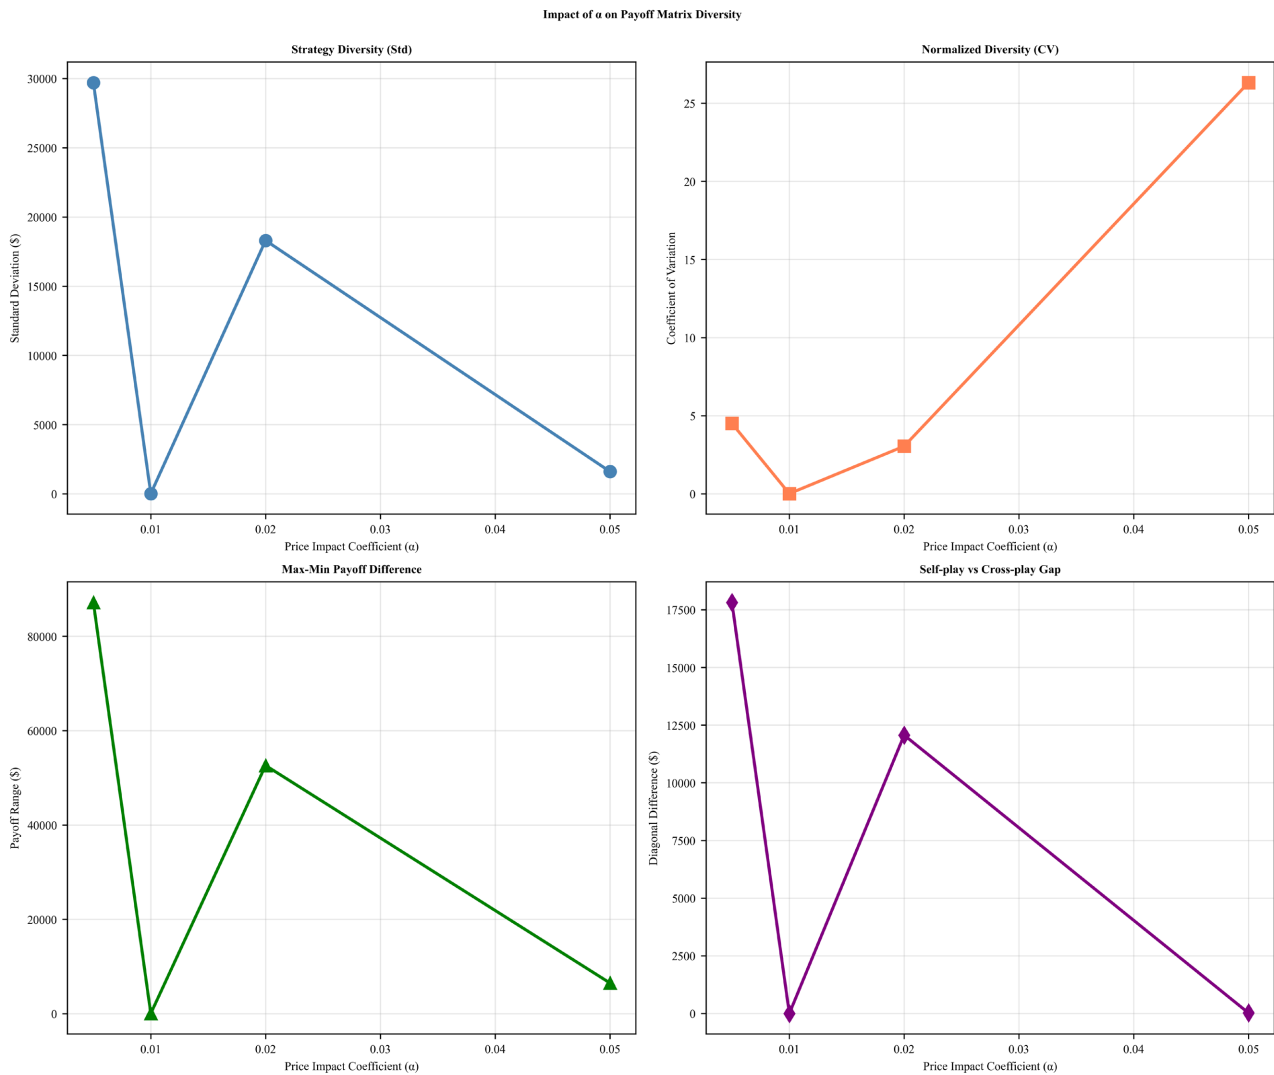 Impact of α on Payoff Matrix Diversity
Strategy Diversity (Std)
Standard Deviation ($)
30000
25000
20000
15000
10000
5000
0
0.01 0.02 0.03 0.04 0.05
Price Impact Coefficient (α)
Normalized Diversity (CV)
Coefficient of Variation
25
20
15
10
5
0
0.01 0.02 0.03 0.04 0.05
Price Impact Coefficient (α)
Max-Min Payoff Difference
Payoff Range ($)
80000
60000
40000
20000
0
0.01 0.02 0.03 0.04 0.05
Price Impact Coefficient (α)
Self-play vs Cross-play Gap
Diagonal Difference ($)
17500
15000
12500
10000
7500
5000
2500
0
0.01 0.02 0.03 0.04 0.05
Price Impact Coefficient (α)